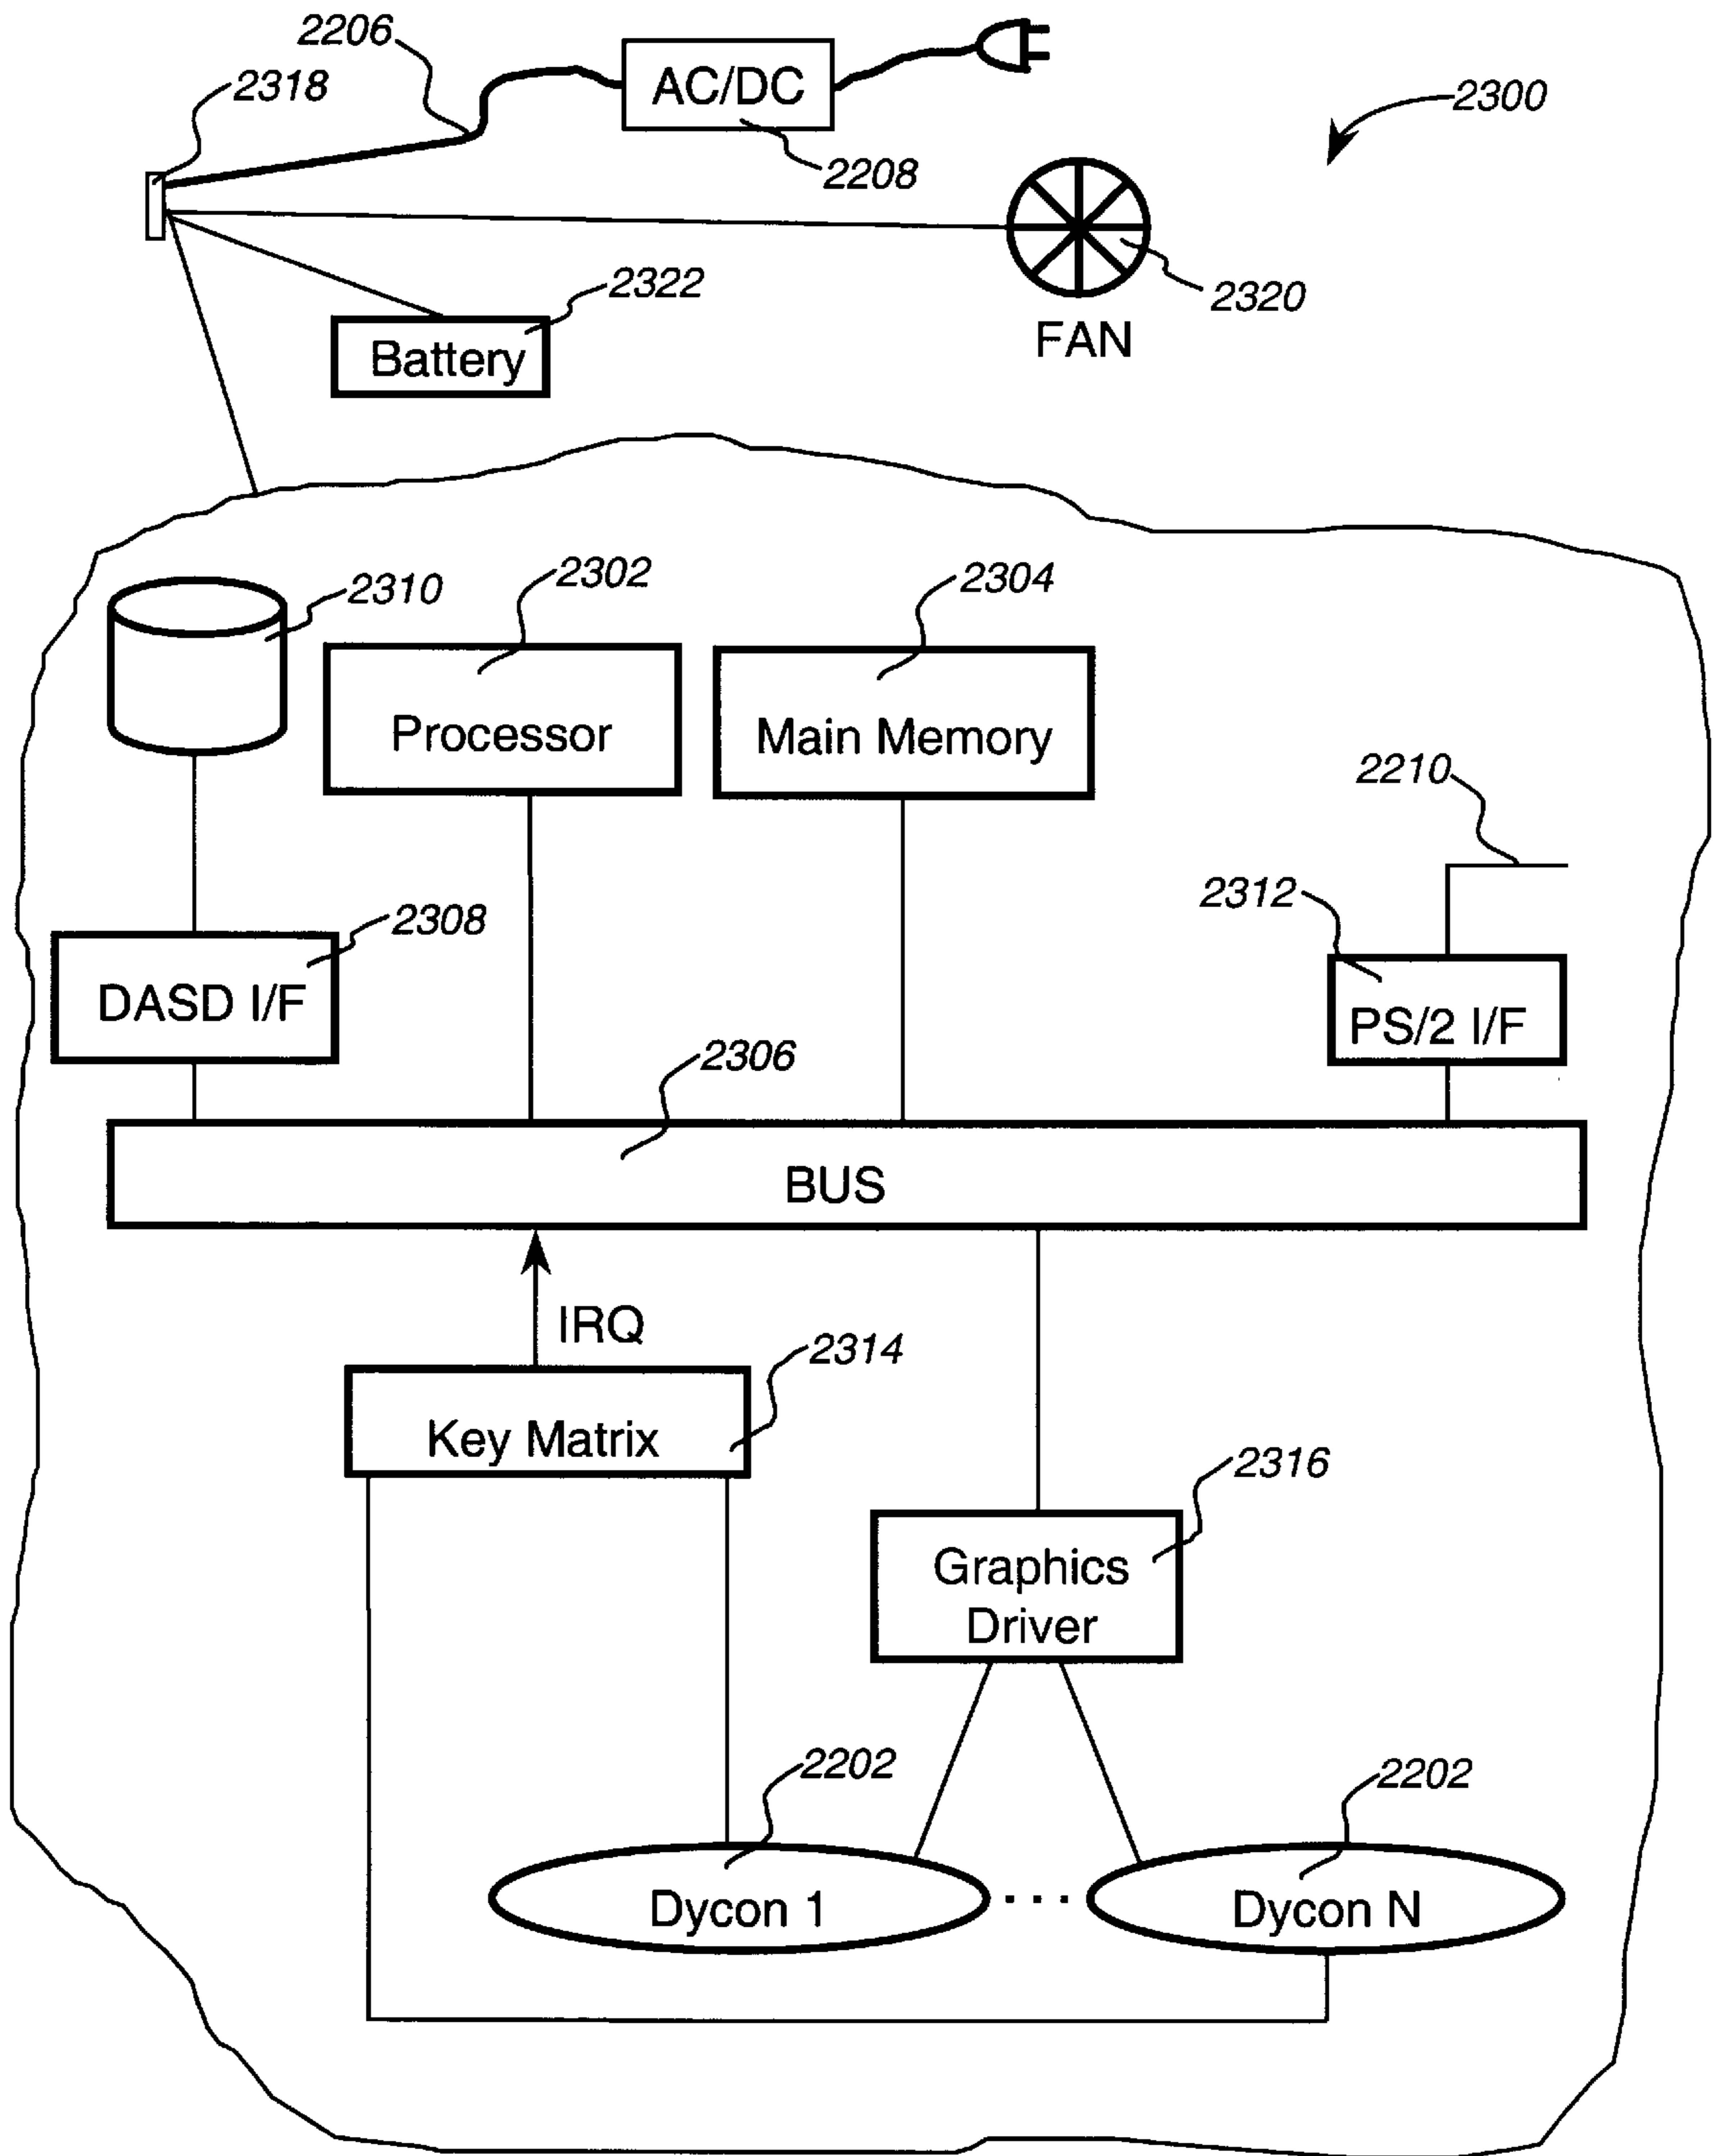 2206
AC/DC
2318
2300
2208
2322
2320
Battery
FAN
2310
2302
2304
Processor
Main Memory
2210
2312
2308
DASD I/F
PS/2 I/F
2306
BUS
IRQ
2314
Key Matrix
2316
Graphics
Driver
2202
2202
Dycon 1
...
Dycon N